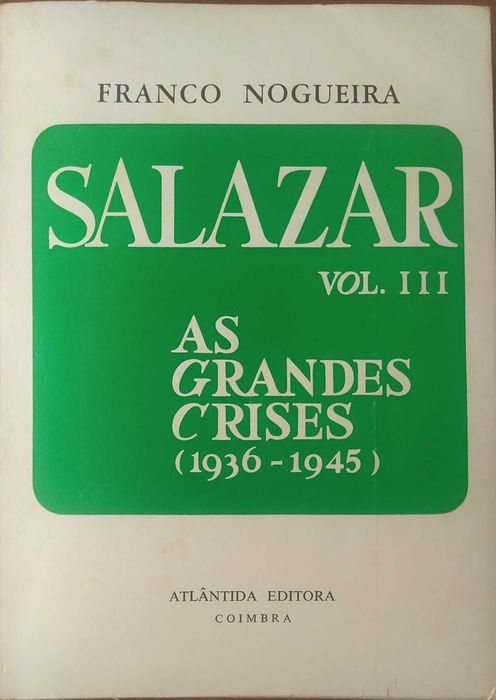 FRANCO NOGUEIRA
SALAZAR
VOL. III
AS
GRANDES
CRISES
(1936-1945)
ATLÂNTIDA EDITORA
COIMBRA